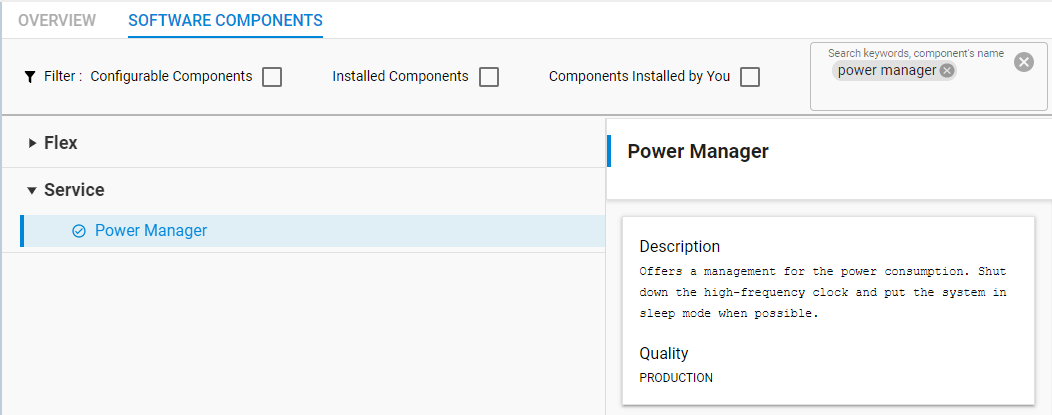 OVERVIEW SOFTWARE COMPONENTS
Filter : Configurable Components Installed Components Components Installed by You
Search keywords, component's name
power manager
Flex
Service
Power Manager
Power Manager
Description
Offers a management for the power consumption. Shut
down the high-frequency clock and put the system in
sleep mode when possible.
Quality
PRODUCTION